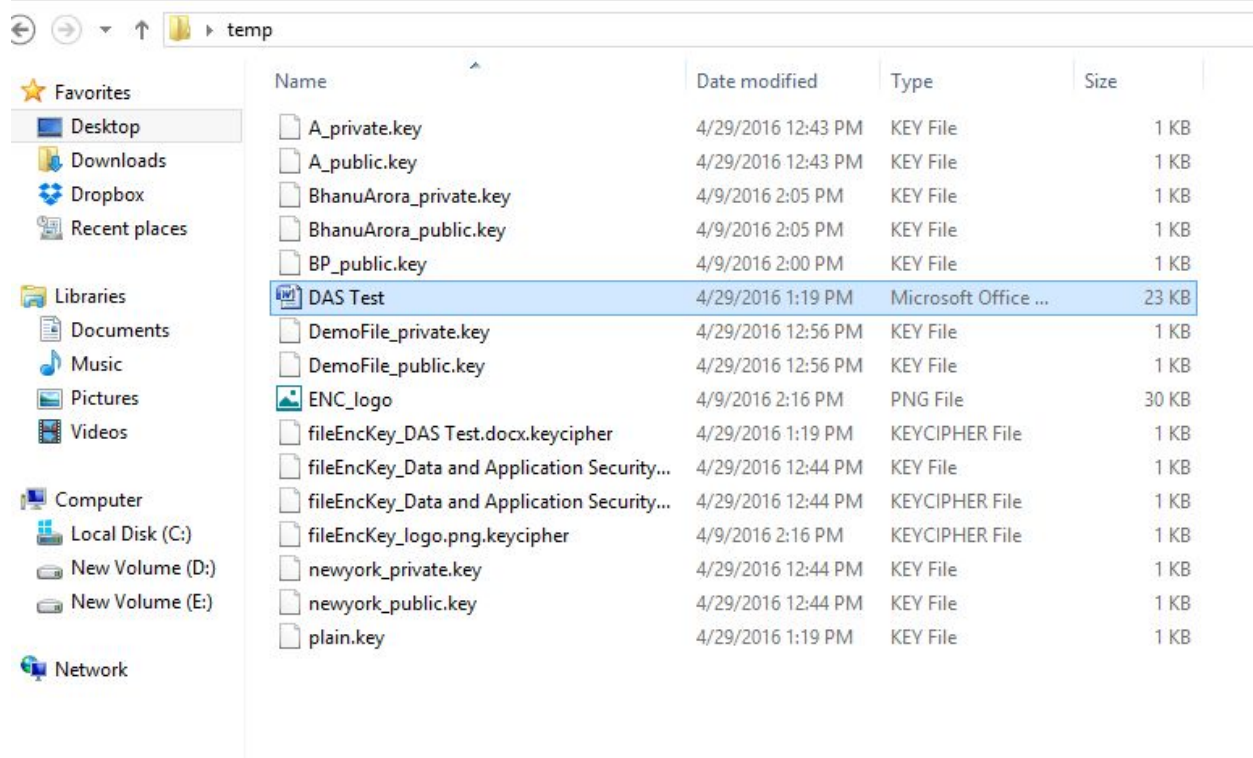 temp
Name Date modified Type Size
Favorites
Desktop
Downloads
Dropbox
Recent places
Libraries
Documents
Music
Pictures
Videos
Computer
Local Disk (C:)
New Volume (D:)
New Volume (E:)
Network
A_private.key 4/29/2016 12:43 PM KEY File 1 KB
A_public.key 4/29/2016 12:43 PM KEY File 1 KB
BhanuArora_private.key 4/9/2016 2:05 PM KEY File 1 KB
BhanuArora_public.key 4/9/2016 2:05 PM KEY File 1 KB
BP_public.key 4/9/2016 2:00 PM KEY File 1 KB
DAS Test 4/29/2016 1:19 PM Microsoft Office ... 23 KB
DemoFile_private.key 4/29/2016 12:56 PM KEY File 1 KB
DemoFile_public.key 4/29/2016 12:56 PM KEY File 1 KB
ENC_logo 4/9/2016 2:16 PM PNG File 30 KB
fileEncKey_DAS Test.docx.keycipher 4/29/2016 1:19 PM KEYCIPHER File 1 KB
fileEncKey_Data and Application Security... 4/29/2016 12:44 PM KEY File 1 KB
fileEncKey_Data and Application Security... 4/29/2016 12:44 PM KEYCIPHER File 1 KB
fileEncKey_logo.png.keycipher 4/9/2016 2:16 PM KEYCIPHER File 1 KB
newyork_private.key 4/29/2016 12:44 PM KEY File 1 KB
newyork_public.key 4/29/2016 12:44 PM KEY File 1 KB
plain.key 4/29/2016 1:19 PM KEY File 1 KB